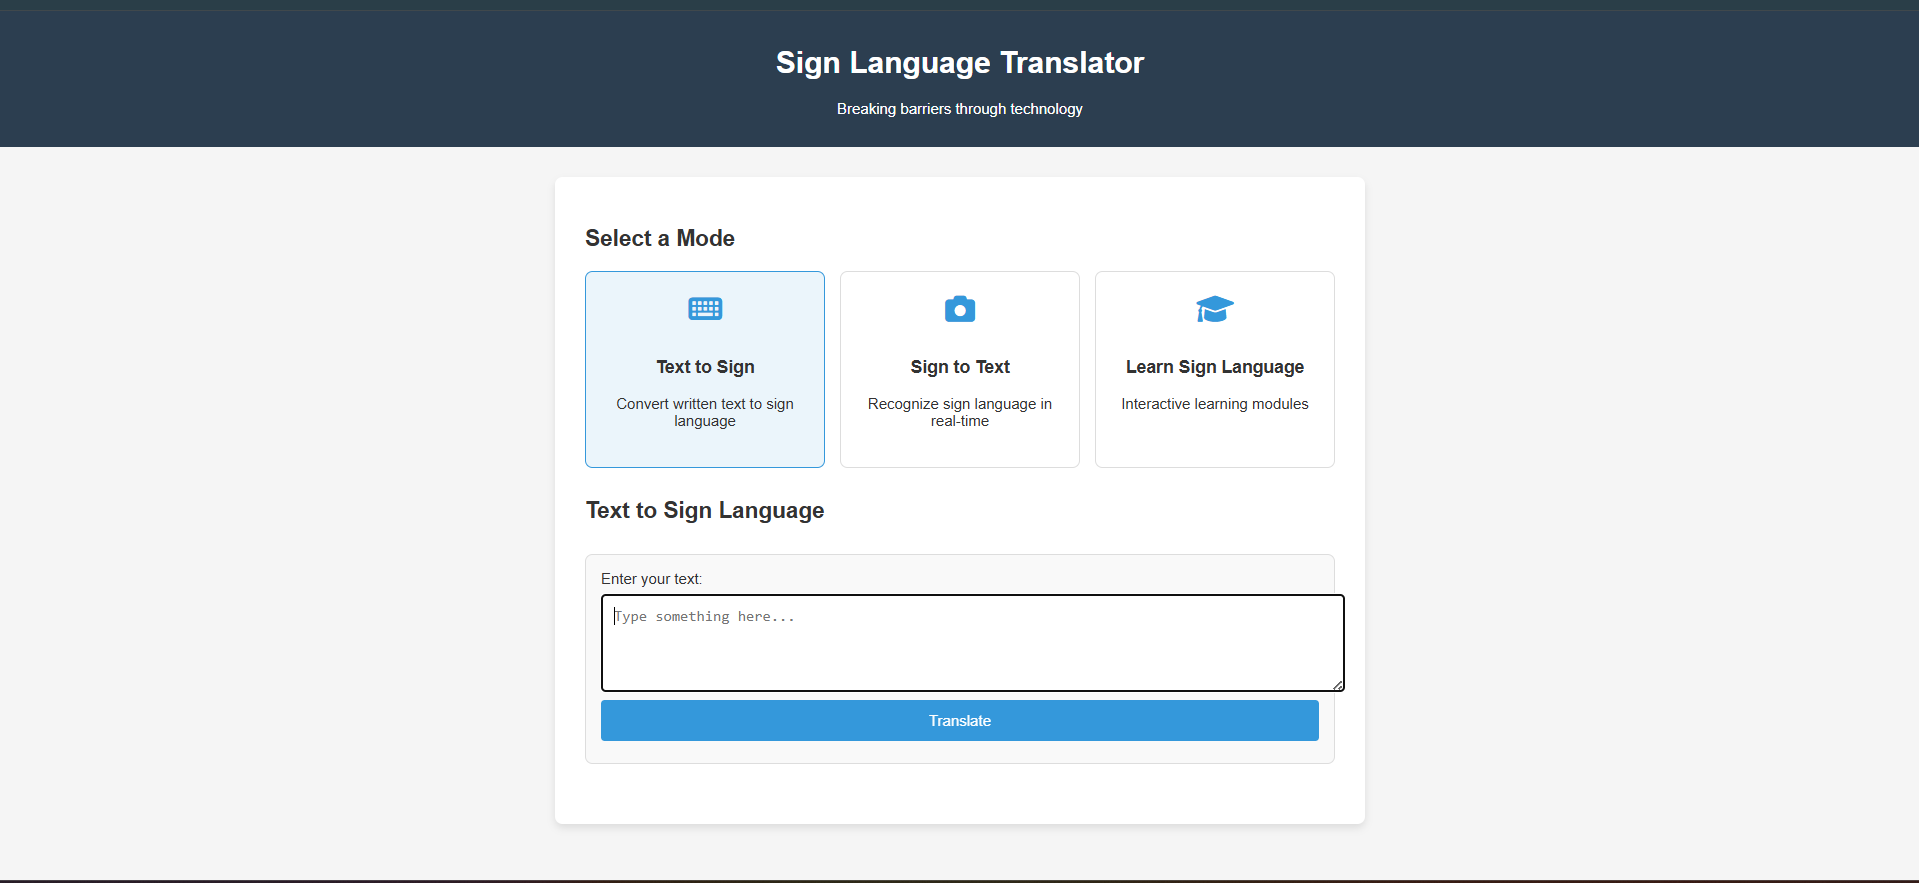 Sign Language Translator
Breaking barriers through technology
Select a Mode
Text to Sign
Convert written text to sign
language
Sign to Text
Recognize sign language in
real-time
Learn Sign Language
Interactive learning modules
Text to Sign Language
Enter your text:
Type something here...
Translate